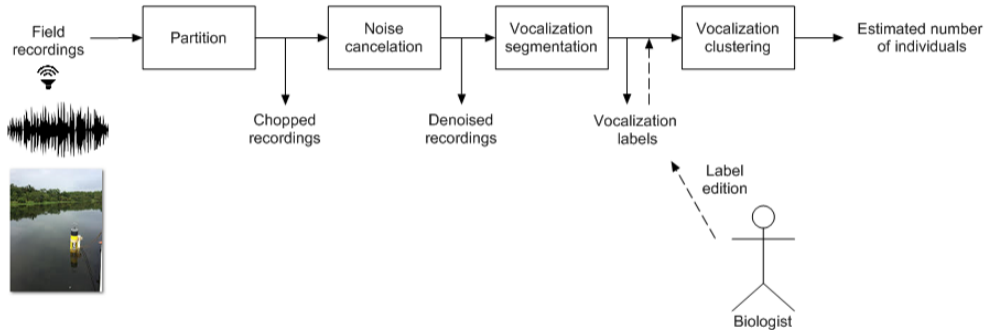 Field
recordings
Partition
Noise
cancelation
Vocalization
segmentation
Vocalization
clustering
Estimated number
of individuals
Chopped
recordings
Denoised
recordings
Vocalization
labels
Label
edition
Biologist